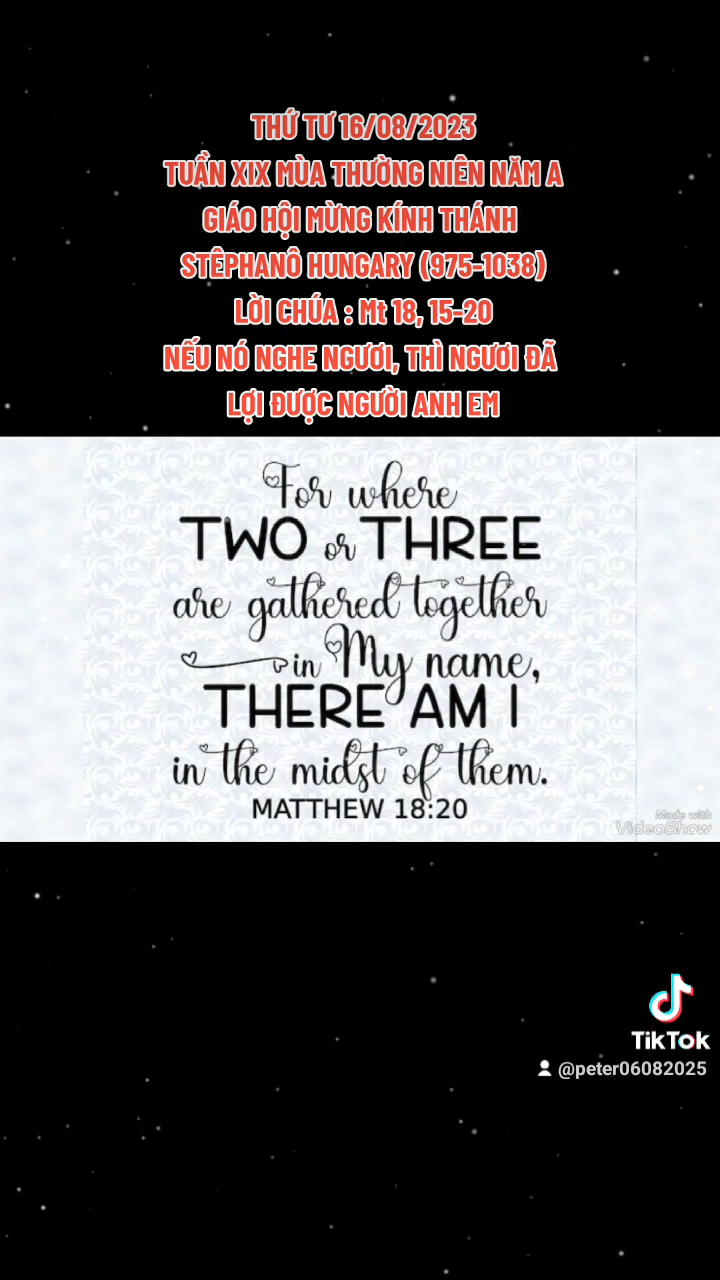 THỨ TƯ 16/08/2023
TUẦN XIX MÙA THƯỜNG NIÊN NĂM A
GIÁO HỘI MỪNG KÍNH THÁNH
STÊPHANÔ HUNGARY (975-1038)
LỜI CHÚA : Mt 18, 15-20
NẾU NÓ NGHE NGƯƠI, THÌ NGƯƠI ĐÃ
LỢI ĐƯỢC NGƯỜI ANH EM
For where
TWO or THREE
are gathered together
in My name,
THERE AM I
in the midst of them.
MATTHEW 18:20
Made with
VideoShow
TikTok
@peter06082025